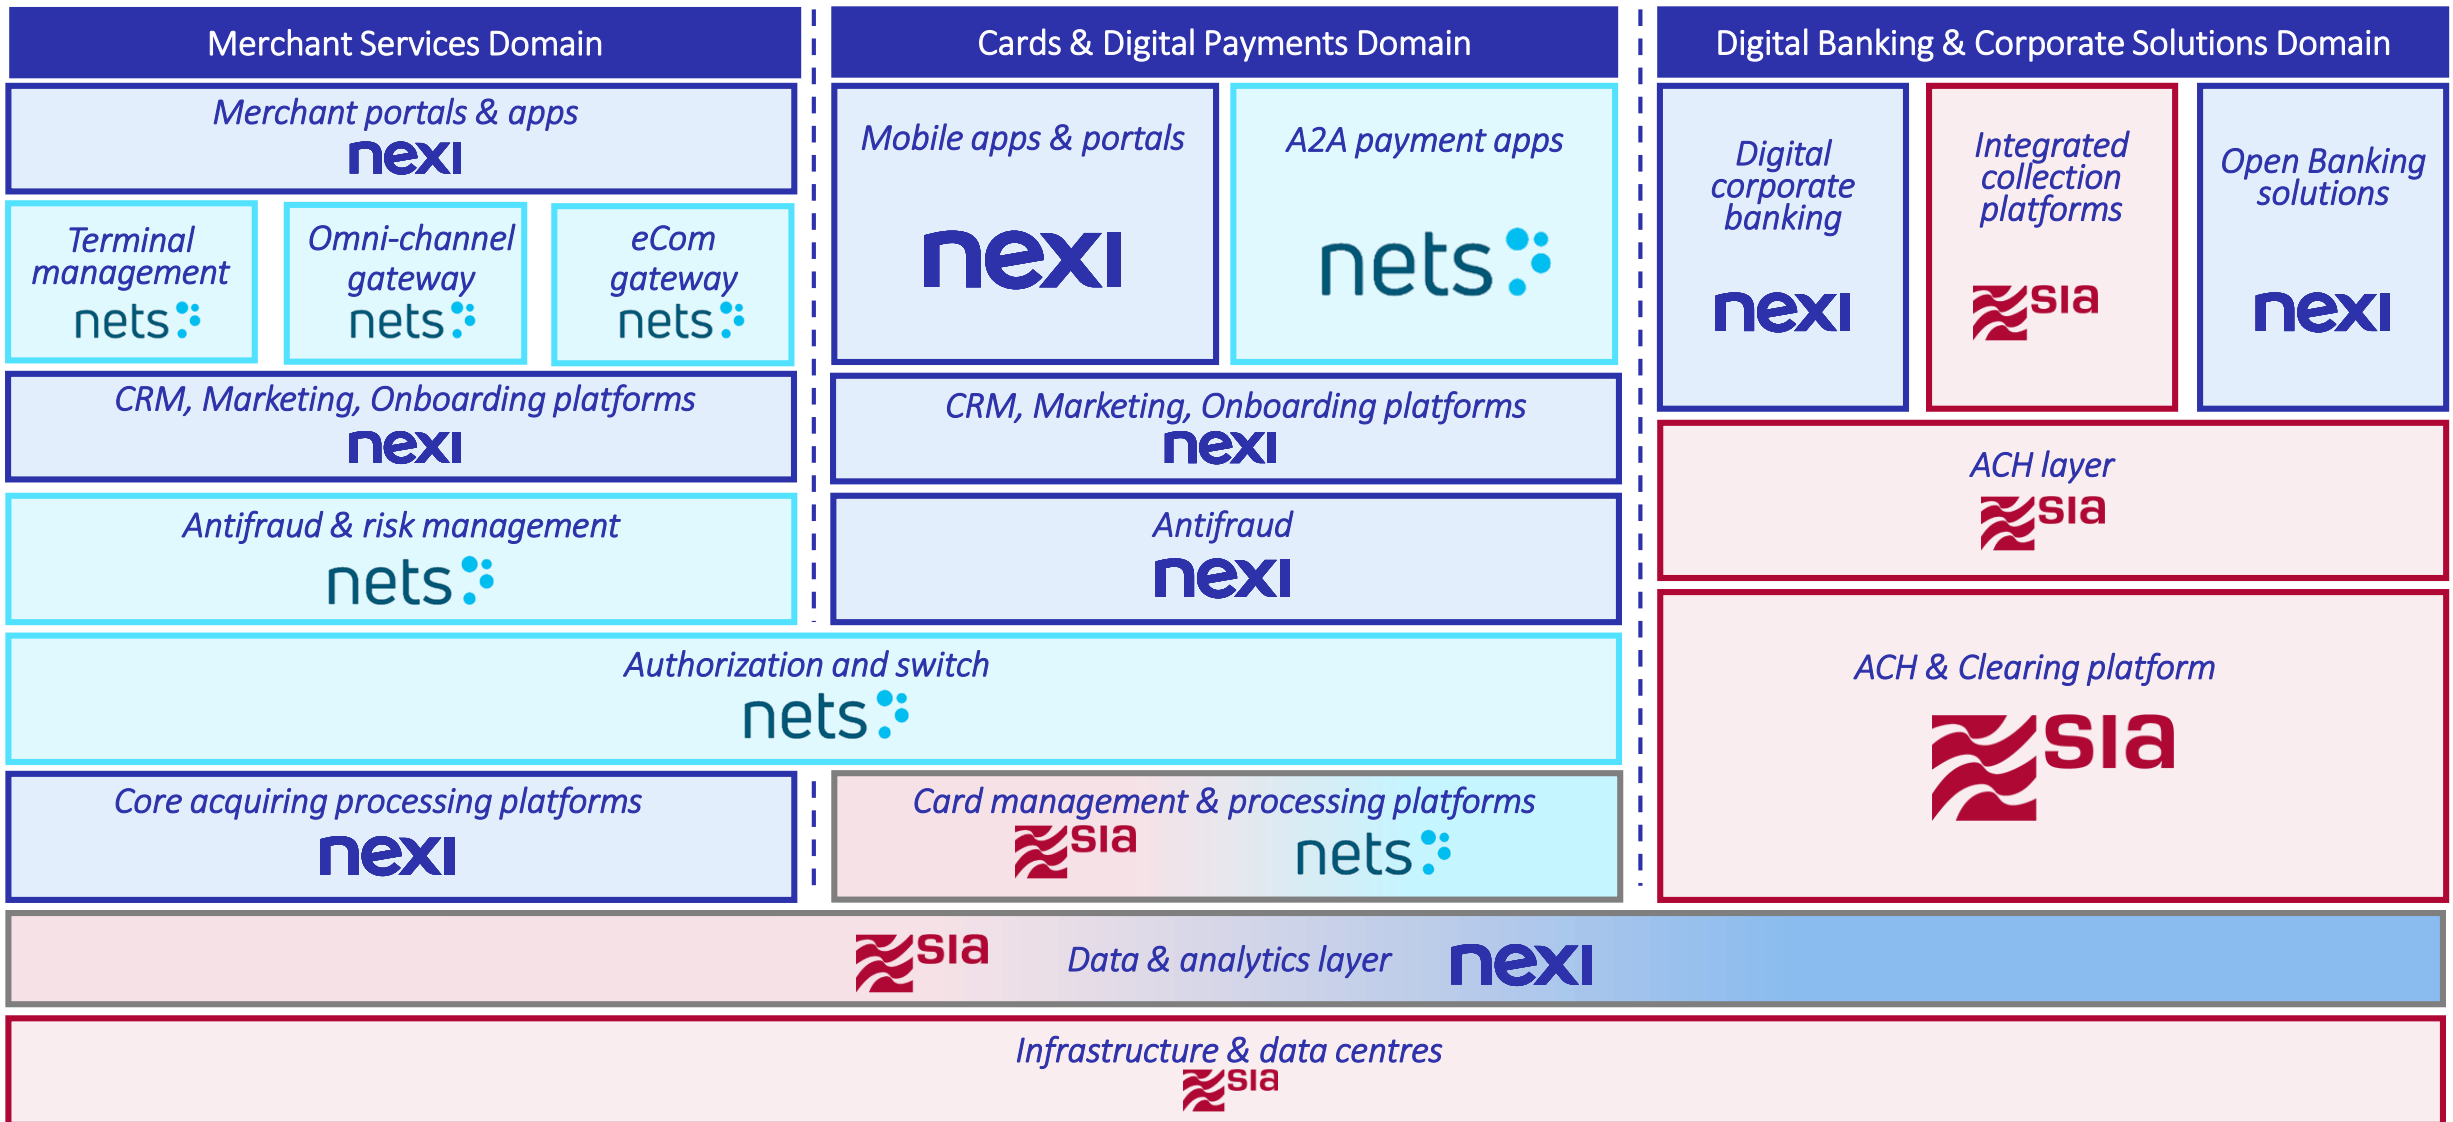 Merchant Services Domain
Merchant portals & apps
nexi
Terminal
management
nets
Omni-channel
gateway
nets
eCom
gateway
nets
CRM, Marketing, Onboarding platforms
nexi
Antifraud & risk management
nets
Cards & Digital Payments Domain
Mobile apps & portals
nexi
A2A payment apps
nets
CRM, Marketing, Onboarding platforms
nexi
Antifraud
nexi
Authorization and switch
nets
Core acquiring processing platforms
nexi
Card management & processing platforms
sia
nets
Digital Banking & Corporate Solutions Domain
Digital
corporate
banking
nexi
Integrated
collection
platforms
sia
Open Banking
solutions
nexi
ACH layer
sia
ACH & Clearing platform
sia
sia Data & analytics layer nexi
Infrastructure & data centres
sia